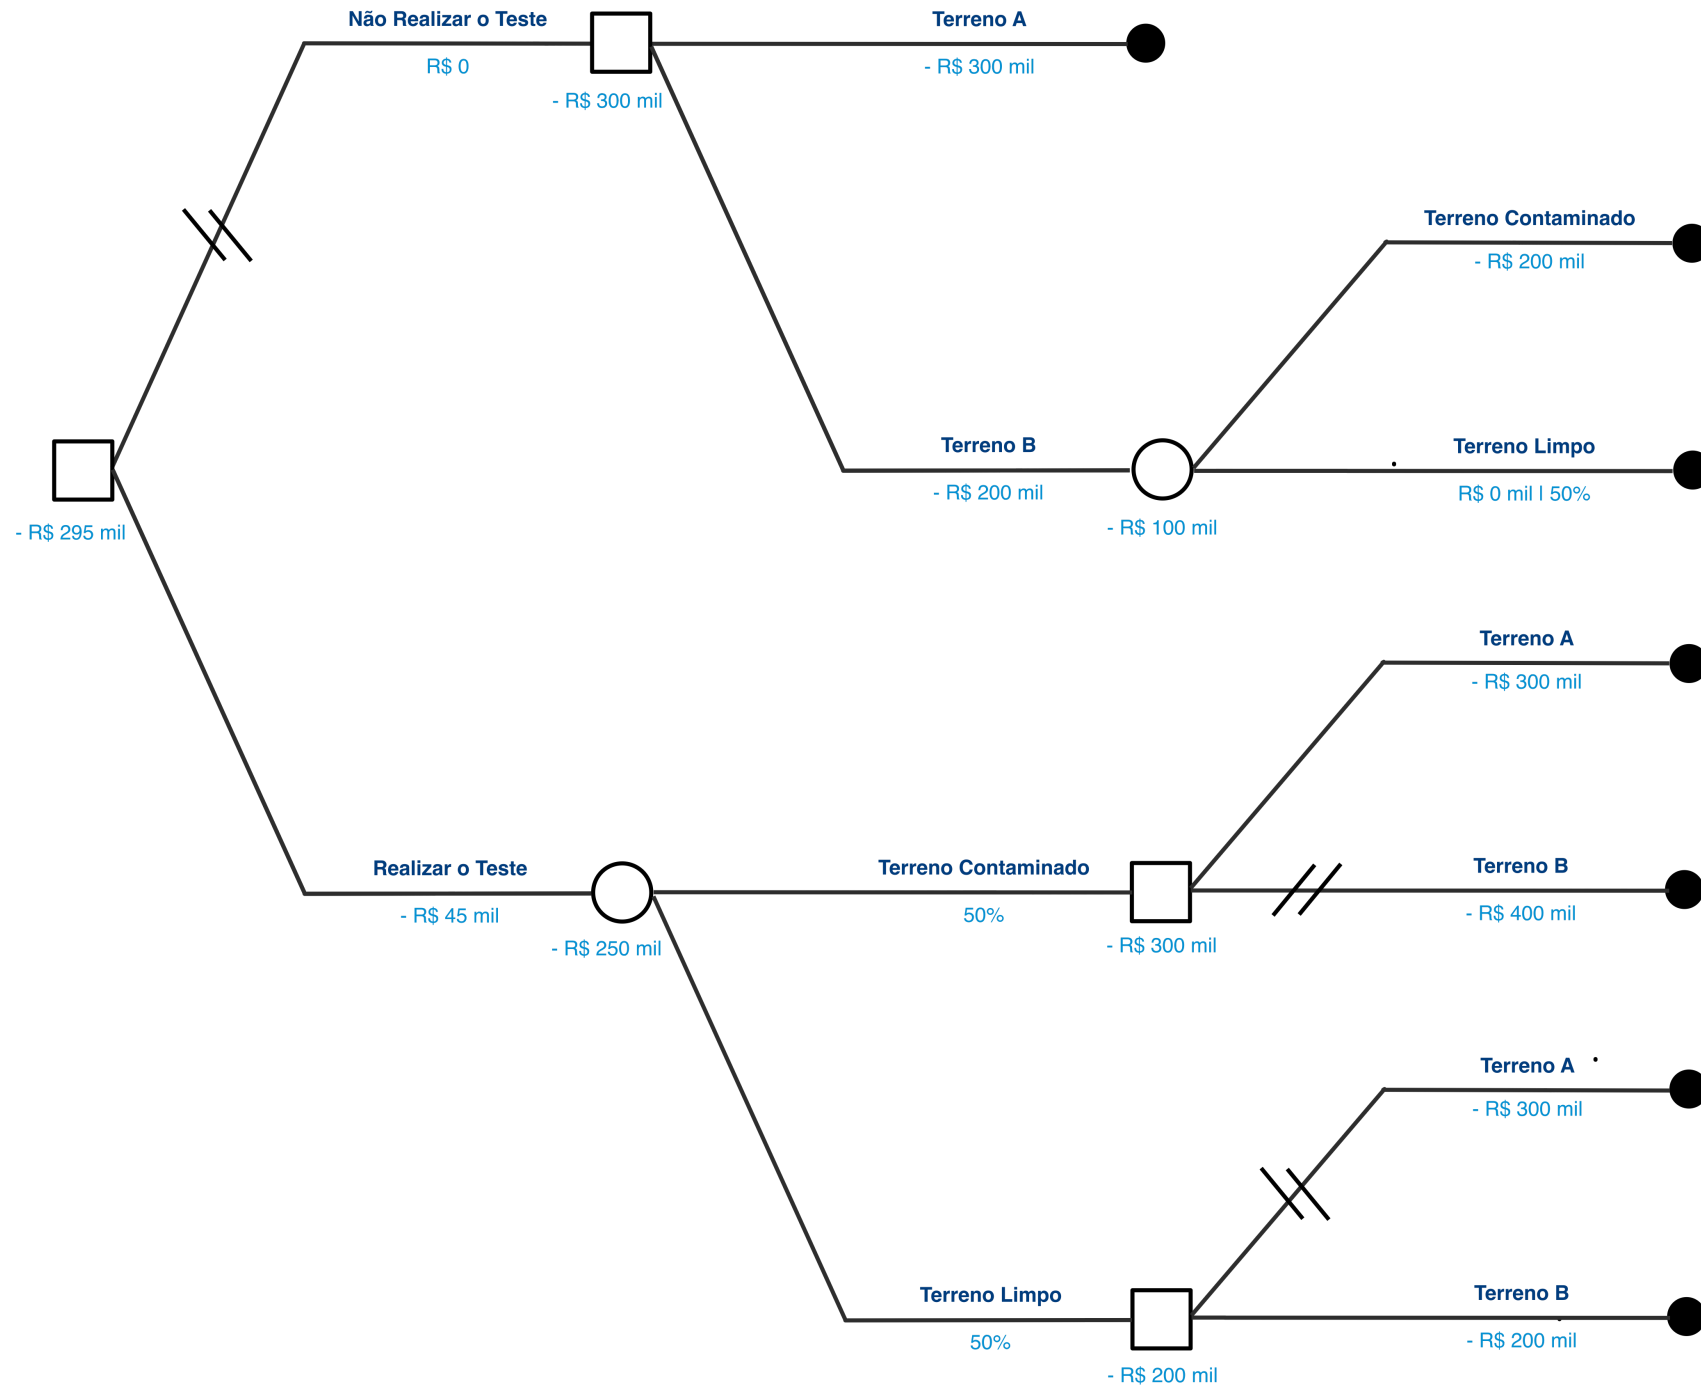 Não Realizar o Teste
R$ 0
- R$ 300 mil
Terreno A
- R$ 300 mil
Terreno Contaminado
- R$ 200 mil
Terreno B
- R$ 200 mil
- R$ 100 mil
Terreno Limpo
R$ 0 mil | 50%
- R$ 295 mil
Terreno A
- R$ 300 mil
Realizar o Teste
- R$ 45 mil
- R$ 250 mil
Terreno Contaminado
50%
- R$ 300 mil
Terreno B
- R$ 400 mil
Terreno A
- R$ 300 mil
Terreno Limpo
50%
- R$ 200 mil
Terreno B
- R$ 200 mil